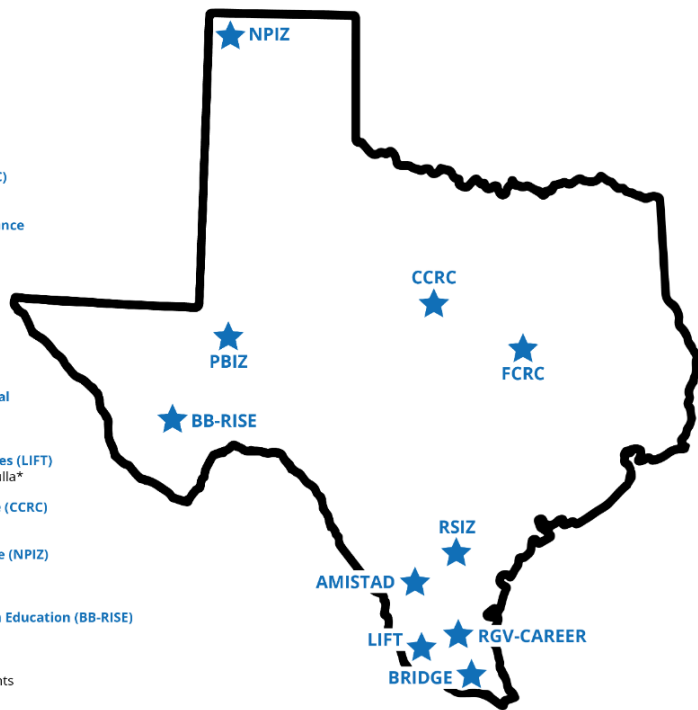 C)
nce
al
es (LIFT)
ulla*
(CCRC)
e (NPIZ)
Education (BB-RISE)
nts
NPIZ
CCRC
PBIZ
FCRC
BB-RISE
RSIZ
AMISTAD
LIFT
RGV-CAREER
BRIDGE